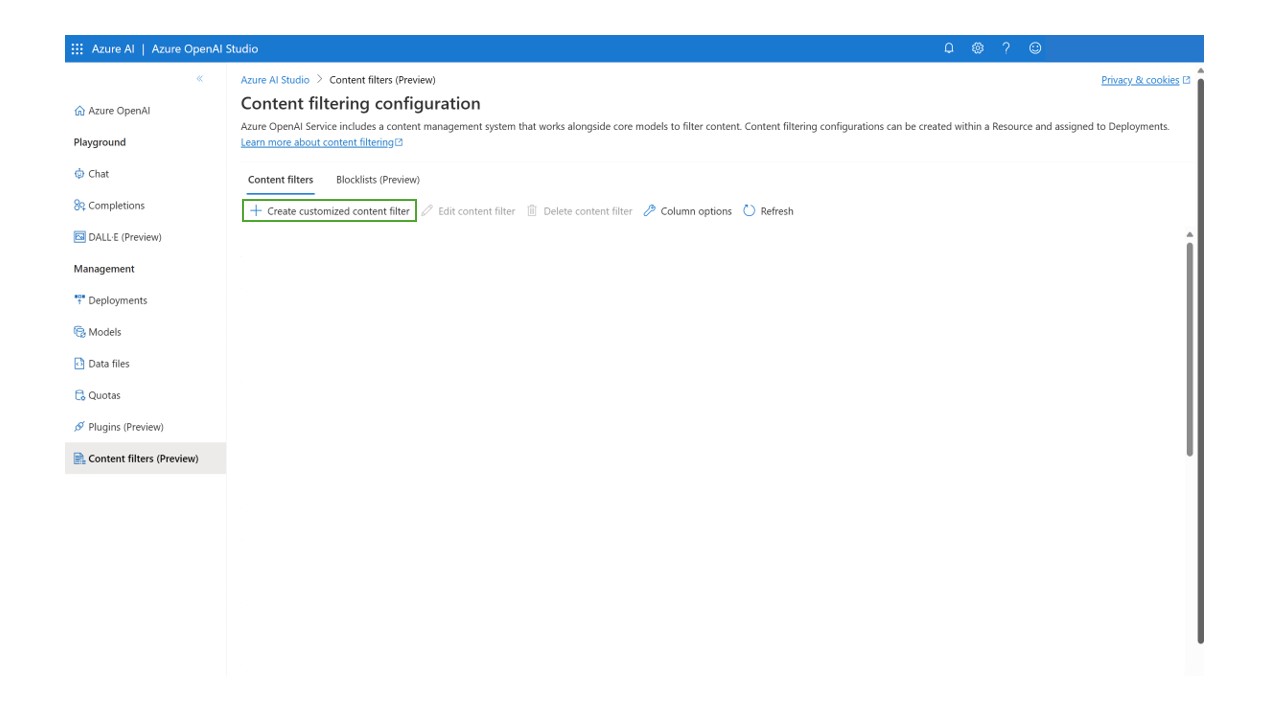 Azure AI | Azure OpenAI Studio
Azure AI Studio > Content filters (Preview)
Privacy & cookies
Content filtering configuration
Azure OpenAI Service includes a content management system that works alongside core models to filter content. Content filtering configurations can be created within a Resource and assigned to Deployments.
Learn more about content filtering
Azure OpenAI
Playground
Chat
Completions
DALL·E (Preview)
Management
Deployments
Models
Data files
Quotas
Plugins (Preview)
Content filters (Preview)
Content filters Blocklists (Preview)
Create customized content filter Edit content filter Delete content filter Column options Refresh